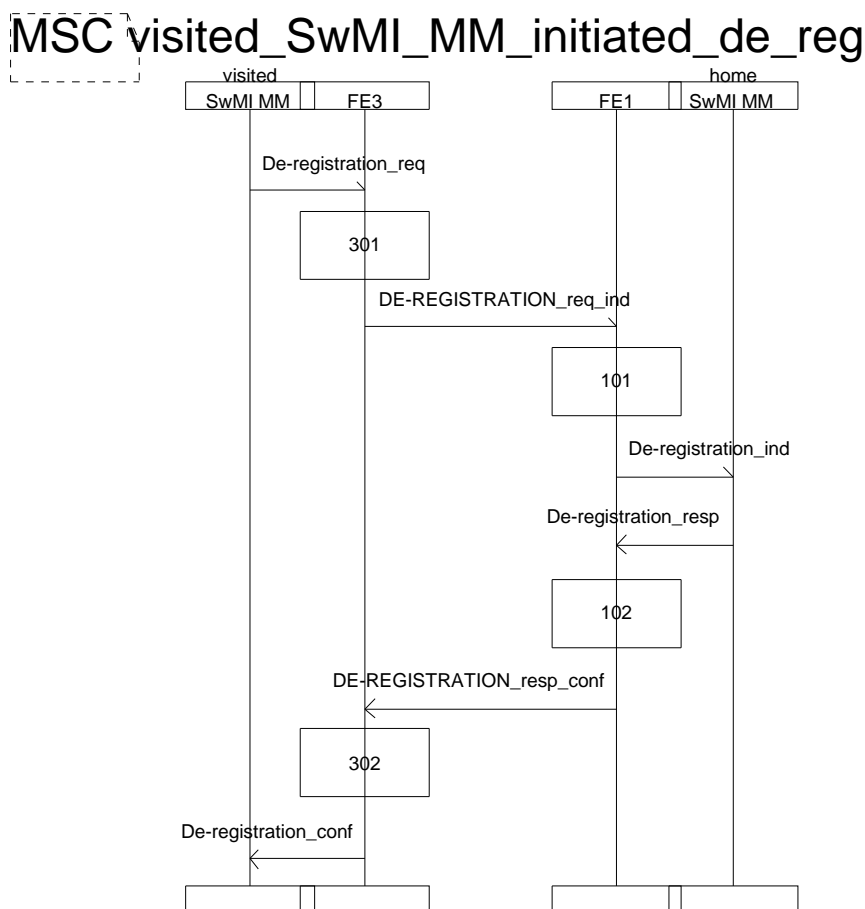 MSC visited_SwMI_MM_initiated_de_reg
visited
SwMI MM
FE3
FE1
home
SwMI MM
De-registration_req
301
DE-REGISTRATION_req_ind
101
De-registration_ind
De-registration_resp
102
DE-REGISTRATION_resp_conf
302
De-registration_conf